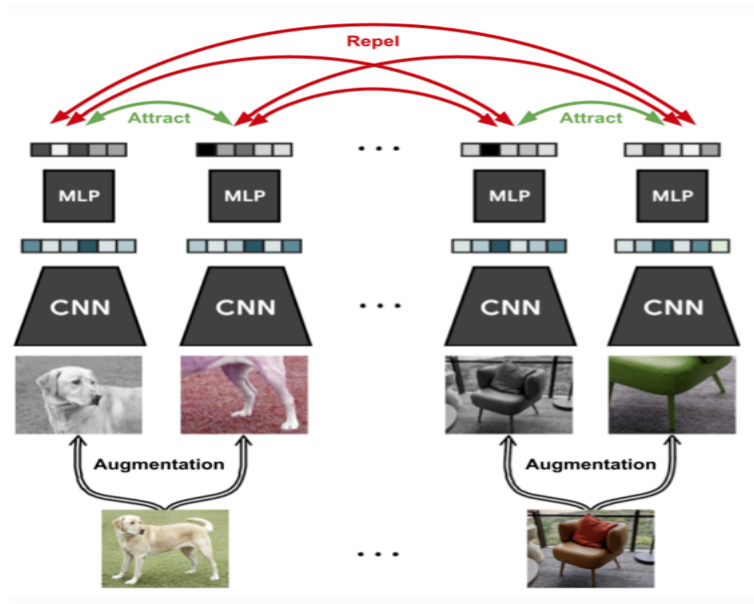 Repel
Attract
Attract
. . .
MLP
MLP
MLP
MLP
CNN
CNN
. . .
CNN
CNN
Augmentation
Augmentation
. . .